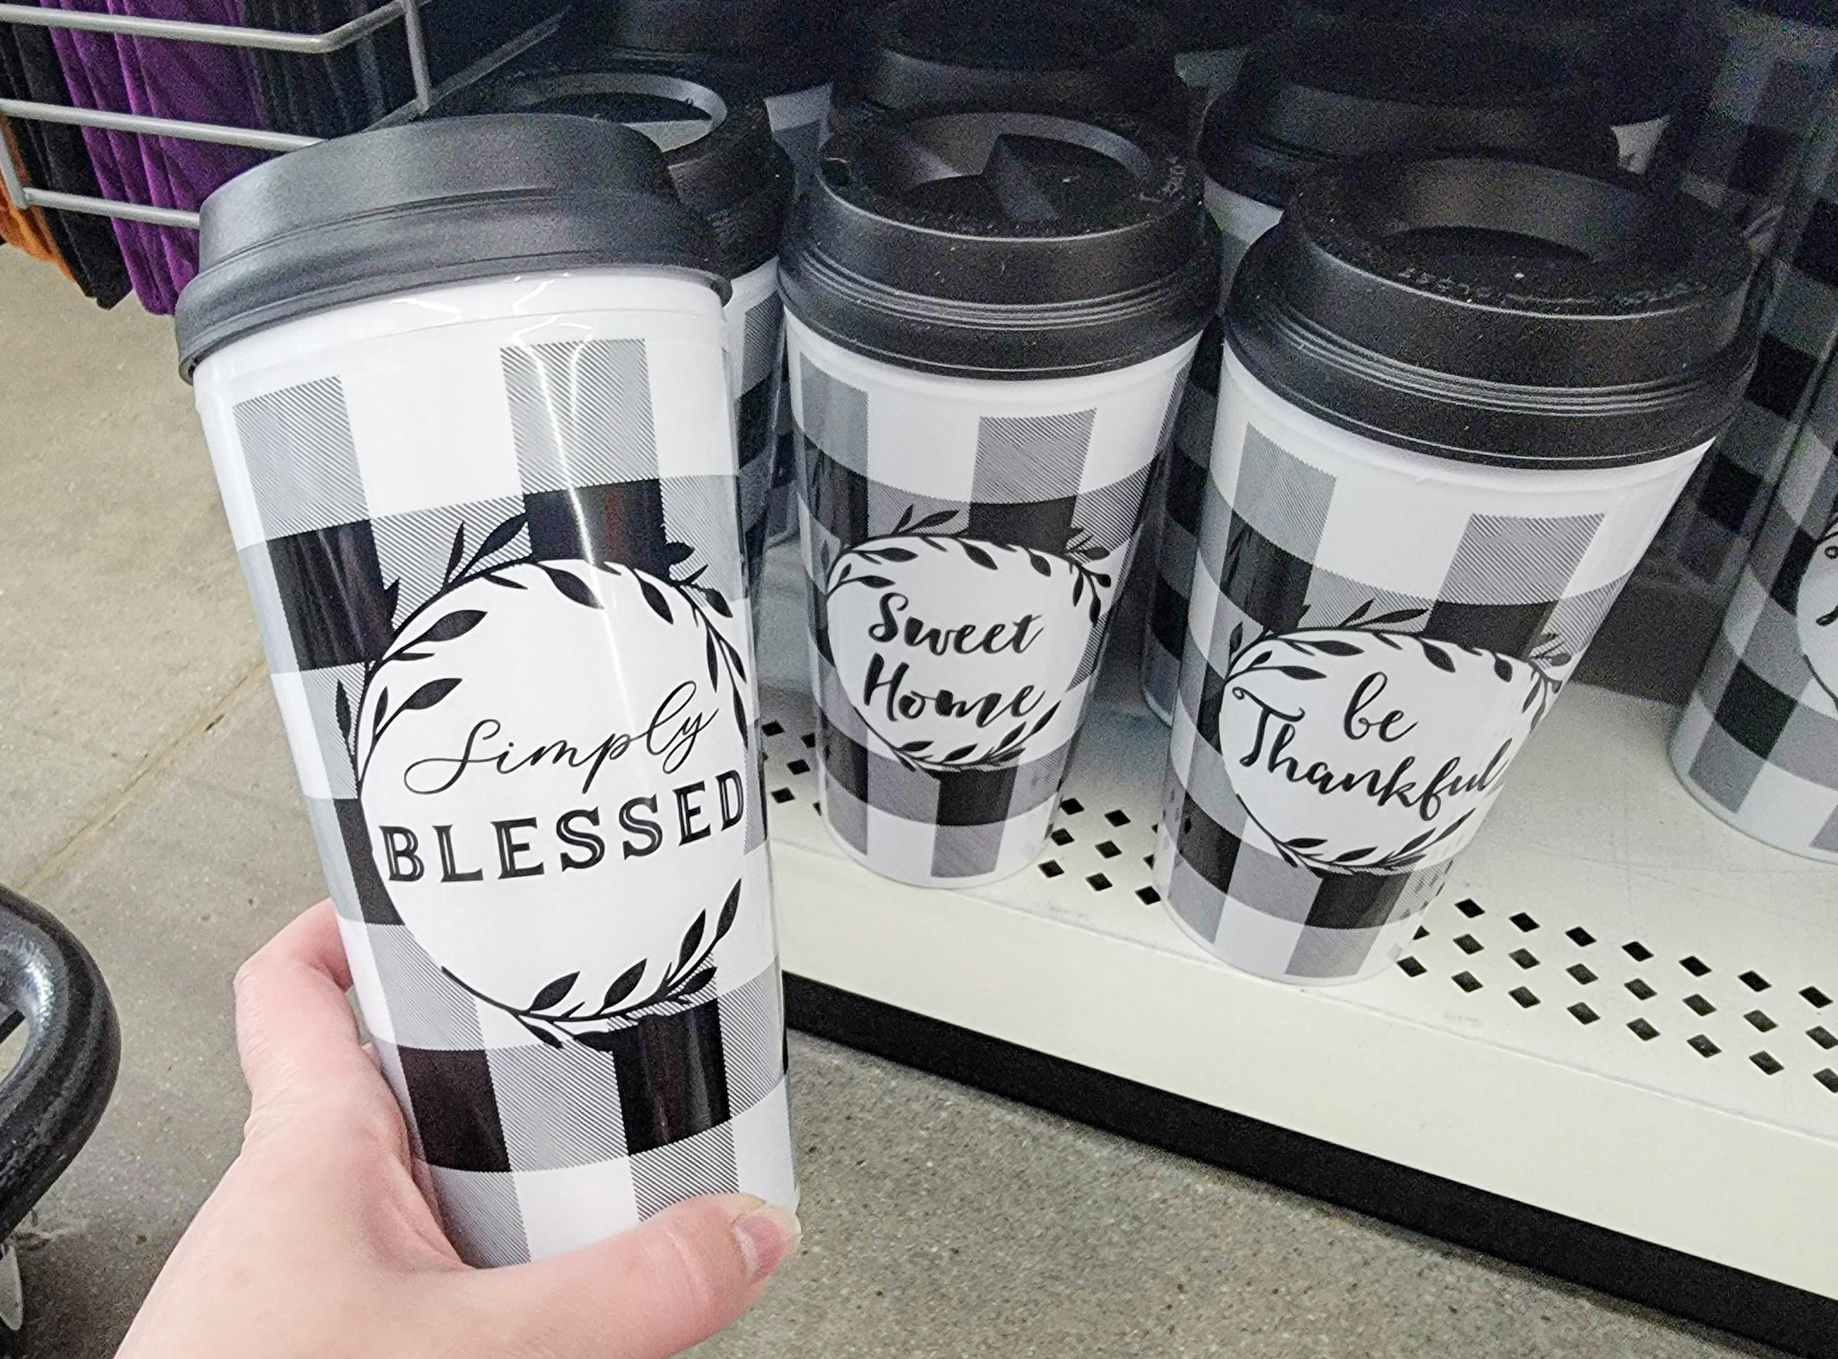 Simply
BLESSED
Sweet
Home
be
Thankful